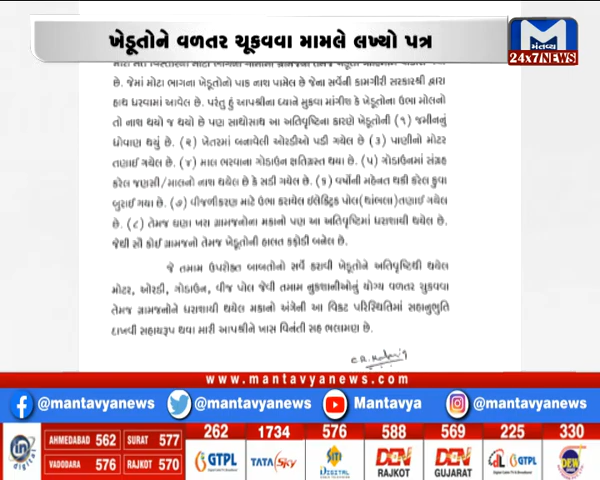 ખેડૂતોને વળતર ચૂકવવા મામલે લખ્યો પત્ર
મંતવ્ય
24x7NEWS
છે. જેમાં મોટા ભાગના ખેડૂતોનો પાક નાશ પામેલ છે જેના સર્વેની કામગીરી સરકારશ્રી દ્વારા
હાથ ધરવામાં આવેલ છે. પરંતુ હું આપશ્રીના ધ્યાને મુકવા માંગીશ કે ખેડૂતોના ઉભા મોલનો
તો નાશ થયો જ થયો છે પણ સાથોસાથ આ અતિવૃષ્ટિના કારણે ખેડૂતોની (૧) જમીનનું
ધોવાણ થયું છે. (૨) ખેતરમાં બનાવેલી ઓરડીઓ પડી ગયેલ છે (૩) પાણીનો મોટર
તણાઈ ગયેલ છે. (૪) માલ ભરવાના ગોડાઉન ક્ષતિગ્રસ્ત થયા છે. (૫) ગોડાઉનમાં સંગ્રહ
કરેલ જણસી/માલનો નાશ થયેલ છે કે સડી ગયેલ છે. (૬) વર્ષોની મહેનત થકી કરેલ કુવા
બુરાઈ ગયા છે. (૭) વીજળીકરણ માટે ઉભા કરાયેલ ઈલેક્ટ્રિક પોલ(થાંભલા)તણાઈ ગયેલ
છે. (૮) તેમજ ઘણા ખરા ગ્રામજનોના મકાનો પણ આ અતિવૃષ્ટિમાં ધરાશાયી થયેલ છે.
જેથી સૌ કોઈ ગ્રામજનો તેમજ ખેડૂતોની હાલત કફોડી બનેલ છે.
જે તમામ ઉપરોક્ત બાબતોનો સર્વે કરાવી ખેડૂતોને અતિવૃષ્ટિથી થયેલ
મોટર, ઓરડી, ગોડાઉન, વીજ પોલ જેવી તમામ નુકશાનીઓનું યોગ્ય વળતર ચુકવવા
તેમજ ગ્રામજનોને ધરાશાયી થયેલ મકાનો અંગેની આ વિકટ પરિસ્થિતિમાં સહાનુભુતિ
દાખવી સહાયરૂપ થવા મારી આપશ્રીને ખાસ વિનંતી સહ ભલામણ છે.
www.mantavyanews.com
@mantavyanews @mantavyanews Mantavya @mantavyanews
in digital
AHMEDABAD 562 SURAT 577
VADODARA 576 RAJKOT 570
262 1734 576 588 569 225 330
GTPL TATA Sky SITI DIGITAL DEN RAJKOT DEN GUJARAT dL GTPL DEW